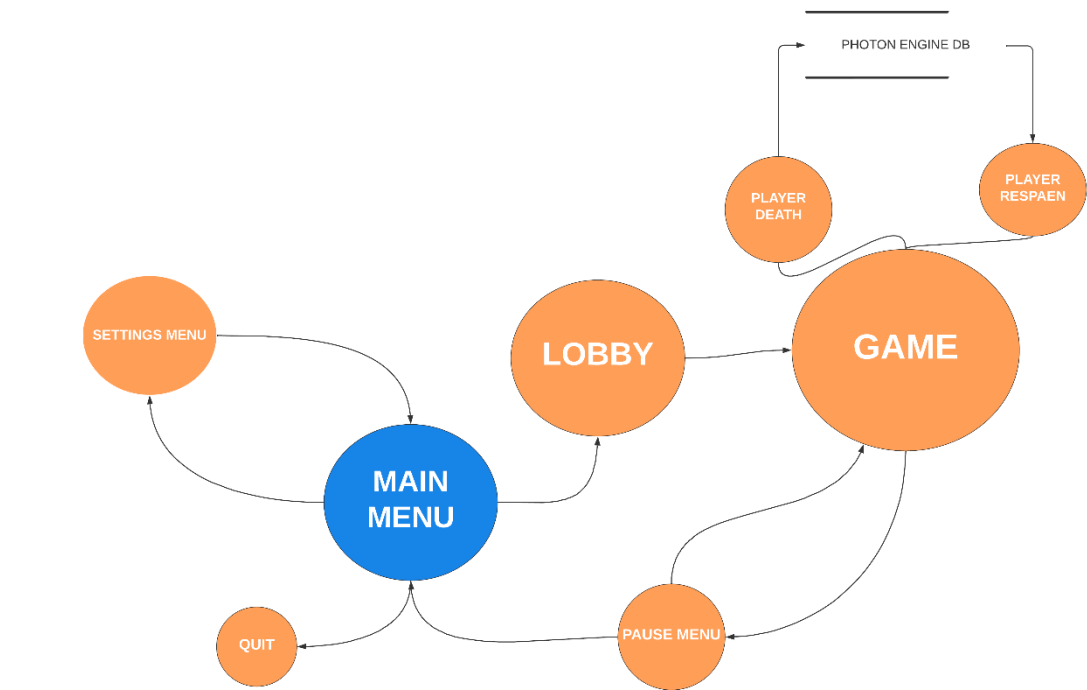 PHOTON ENGINE DB
PLAYER
DEATH
PLAYER
RESPAEN
SETTINGS MENU
LOBBY
GAME
MAIN
MENU
QUIT
PAUSE MENU